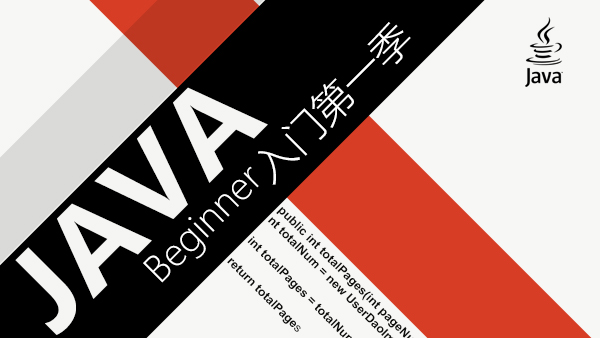 JAVA
Beginner 入门第一季
Java
public int totalPages(int pageN
nt totalNum = new UserDaoIm
int totalPages = totalNu
return totalPages